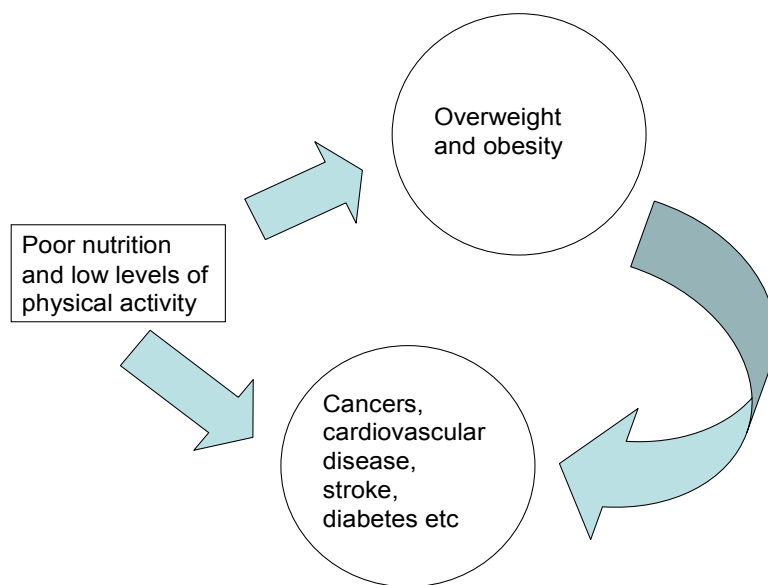 Overweight
and obesity
Poor nutrition
and low levels of
physical activity
Cancers,
cardiovascular
disease,
stroke,
diabetes etc